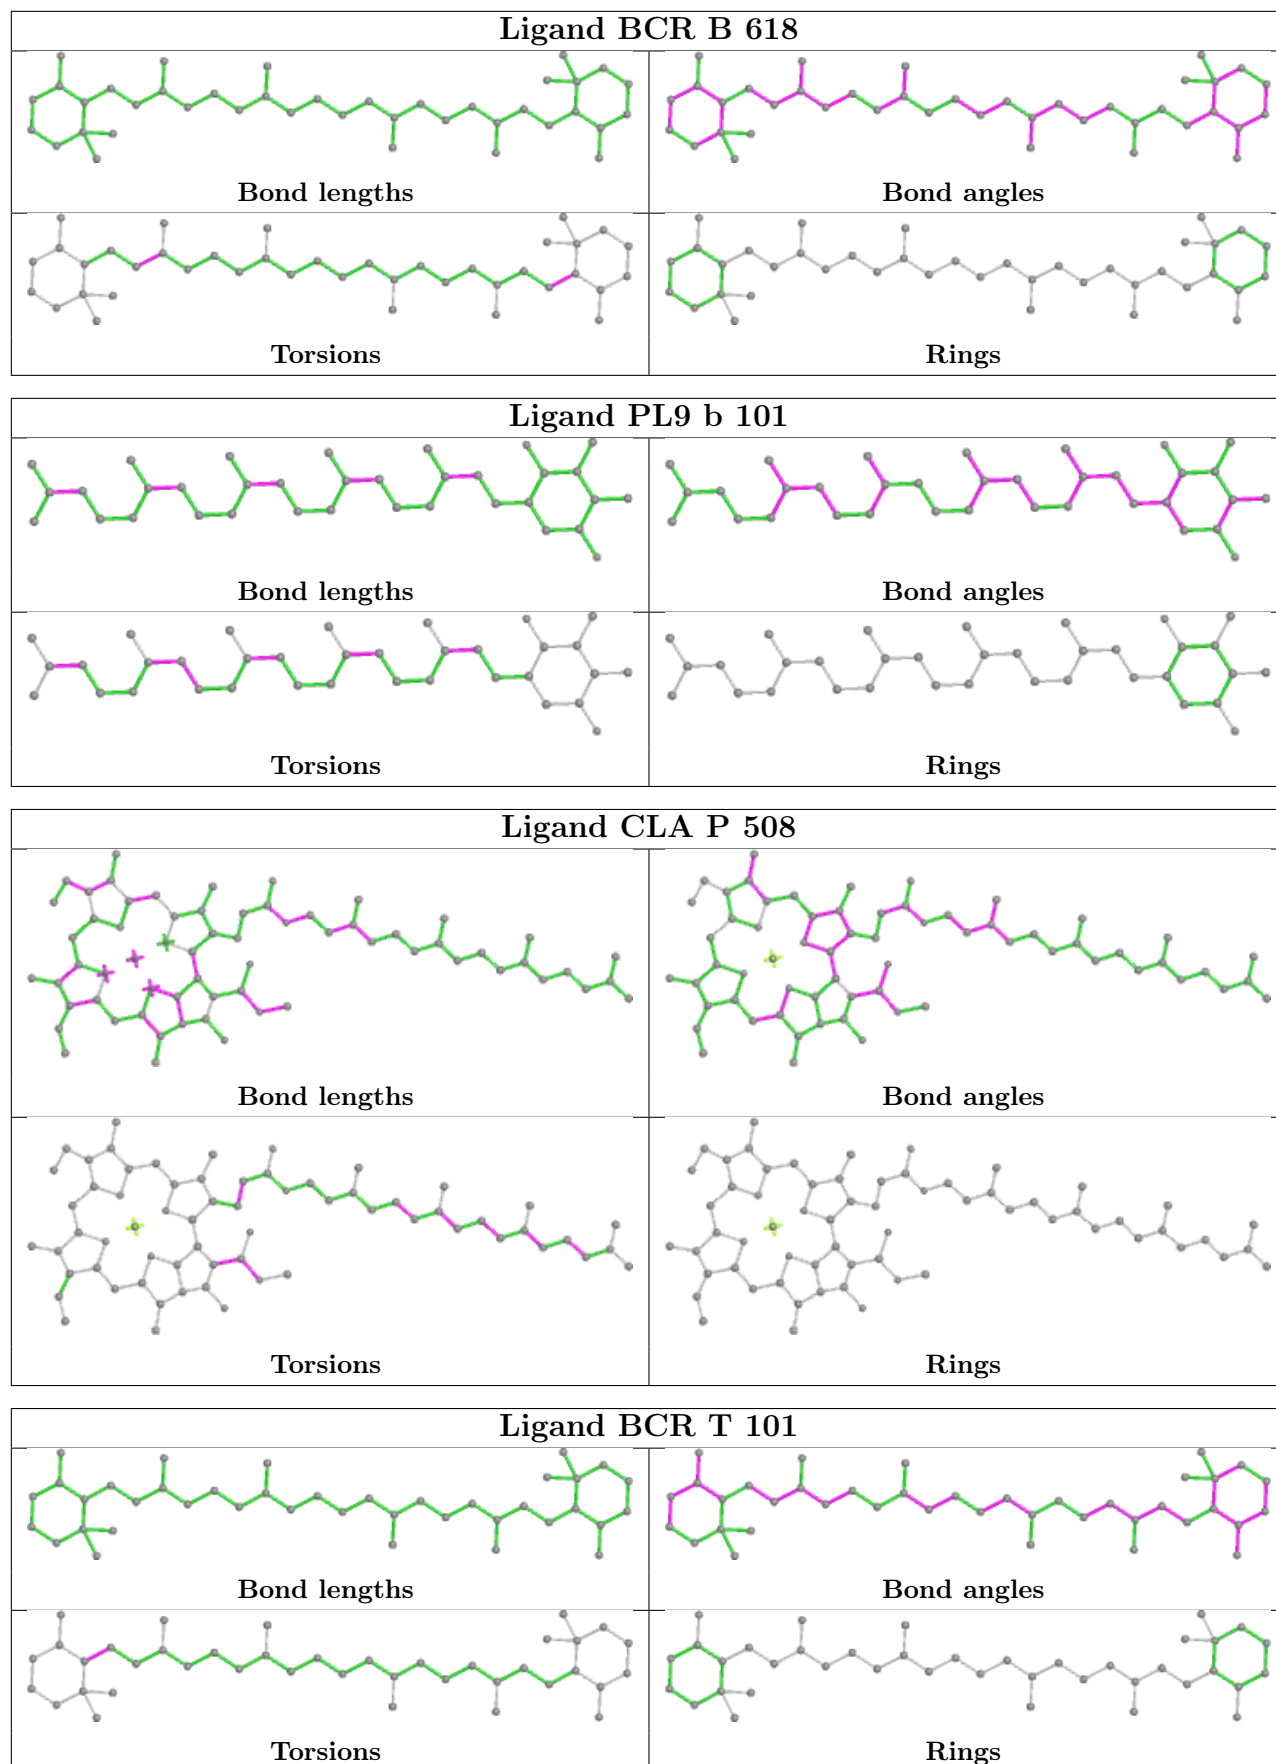 Ligand BCR B 618
Bond lengths
Bond angles
Torsions
Rings
Ligand PL9 b 101
Bond lengths
Bond angles
Torsions
Rings
Ligand CLA P 508
Bond lengths
Bond angles
Torsions
Rings
Ligand BCR T 101
Bond lengths
Bond angles
Torsions
Rings